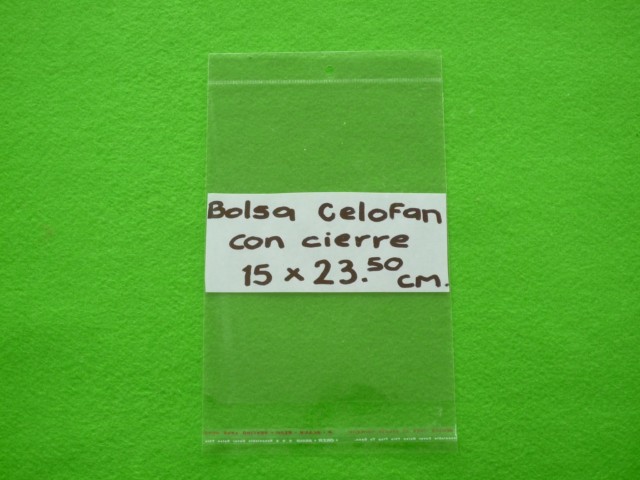 Bolsa Celofan
con cierre
15 x 23.50 cm.